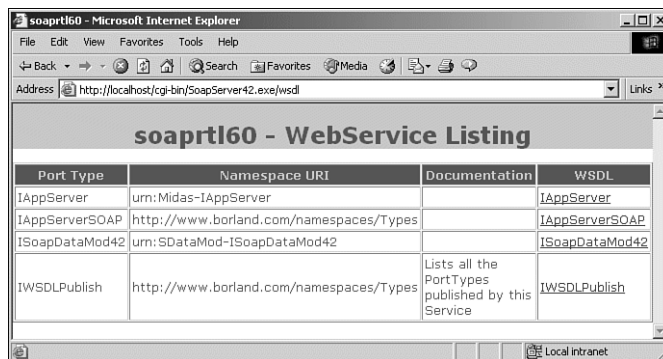 soaprtl60 - Microsoft Internet Explorer
File Edit View Favorites Tools Help
Back Search Favorites Media
Address http://localhost/cgi-bin/SoapServer42.exe/wsdl Links »
soaprtl60 - WebService Listing
Port Type Namespace URI Documentation WSDL
IAppServer urn:Midas-IAppServer IAppServer
IAppServerSOAP http://www.borland.com/namespaces/Types IAppServerSOAP
ISoapDataMod42 urn:SDataMod-ISoapDataMod42 ISoapDataMod42
IWSDLPublish http://www.borland.com/namespaces/Types Lists all the
PortTypes
published by this
Service IWSDLPublish
Local intranet